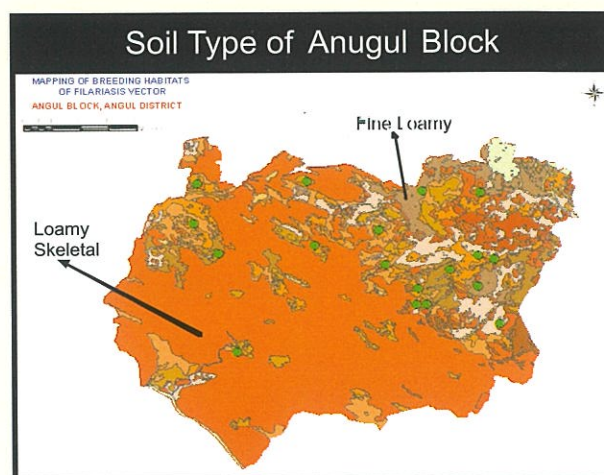 Soil Type of Anugul Block
MAPPING OF BREEDING HABITATS
OF FILARIASIS VECTOR
ANGUL BLOCK, ANGUL DISTRICT
Fine Loamy
Loamy
Skeletal